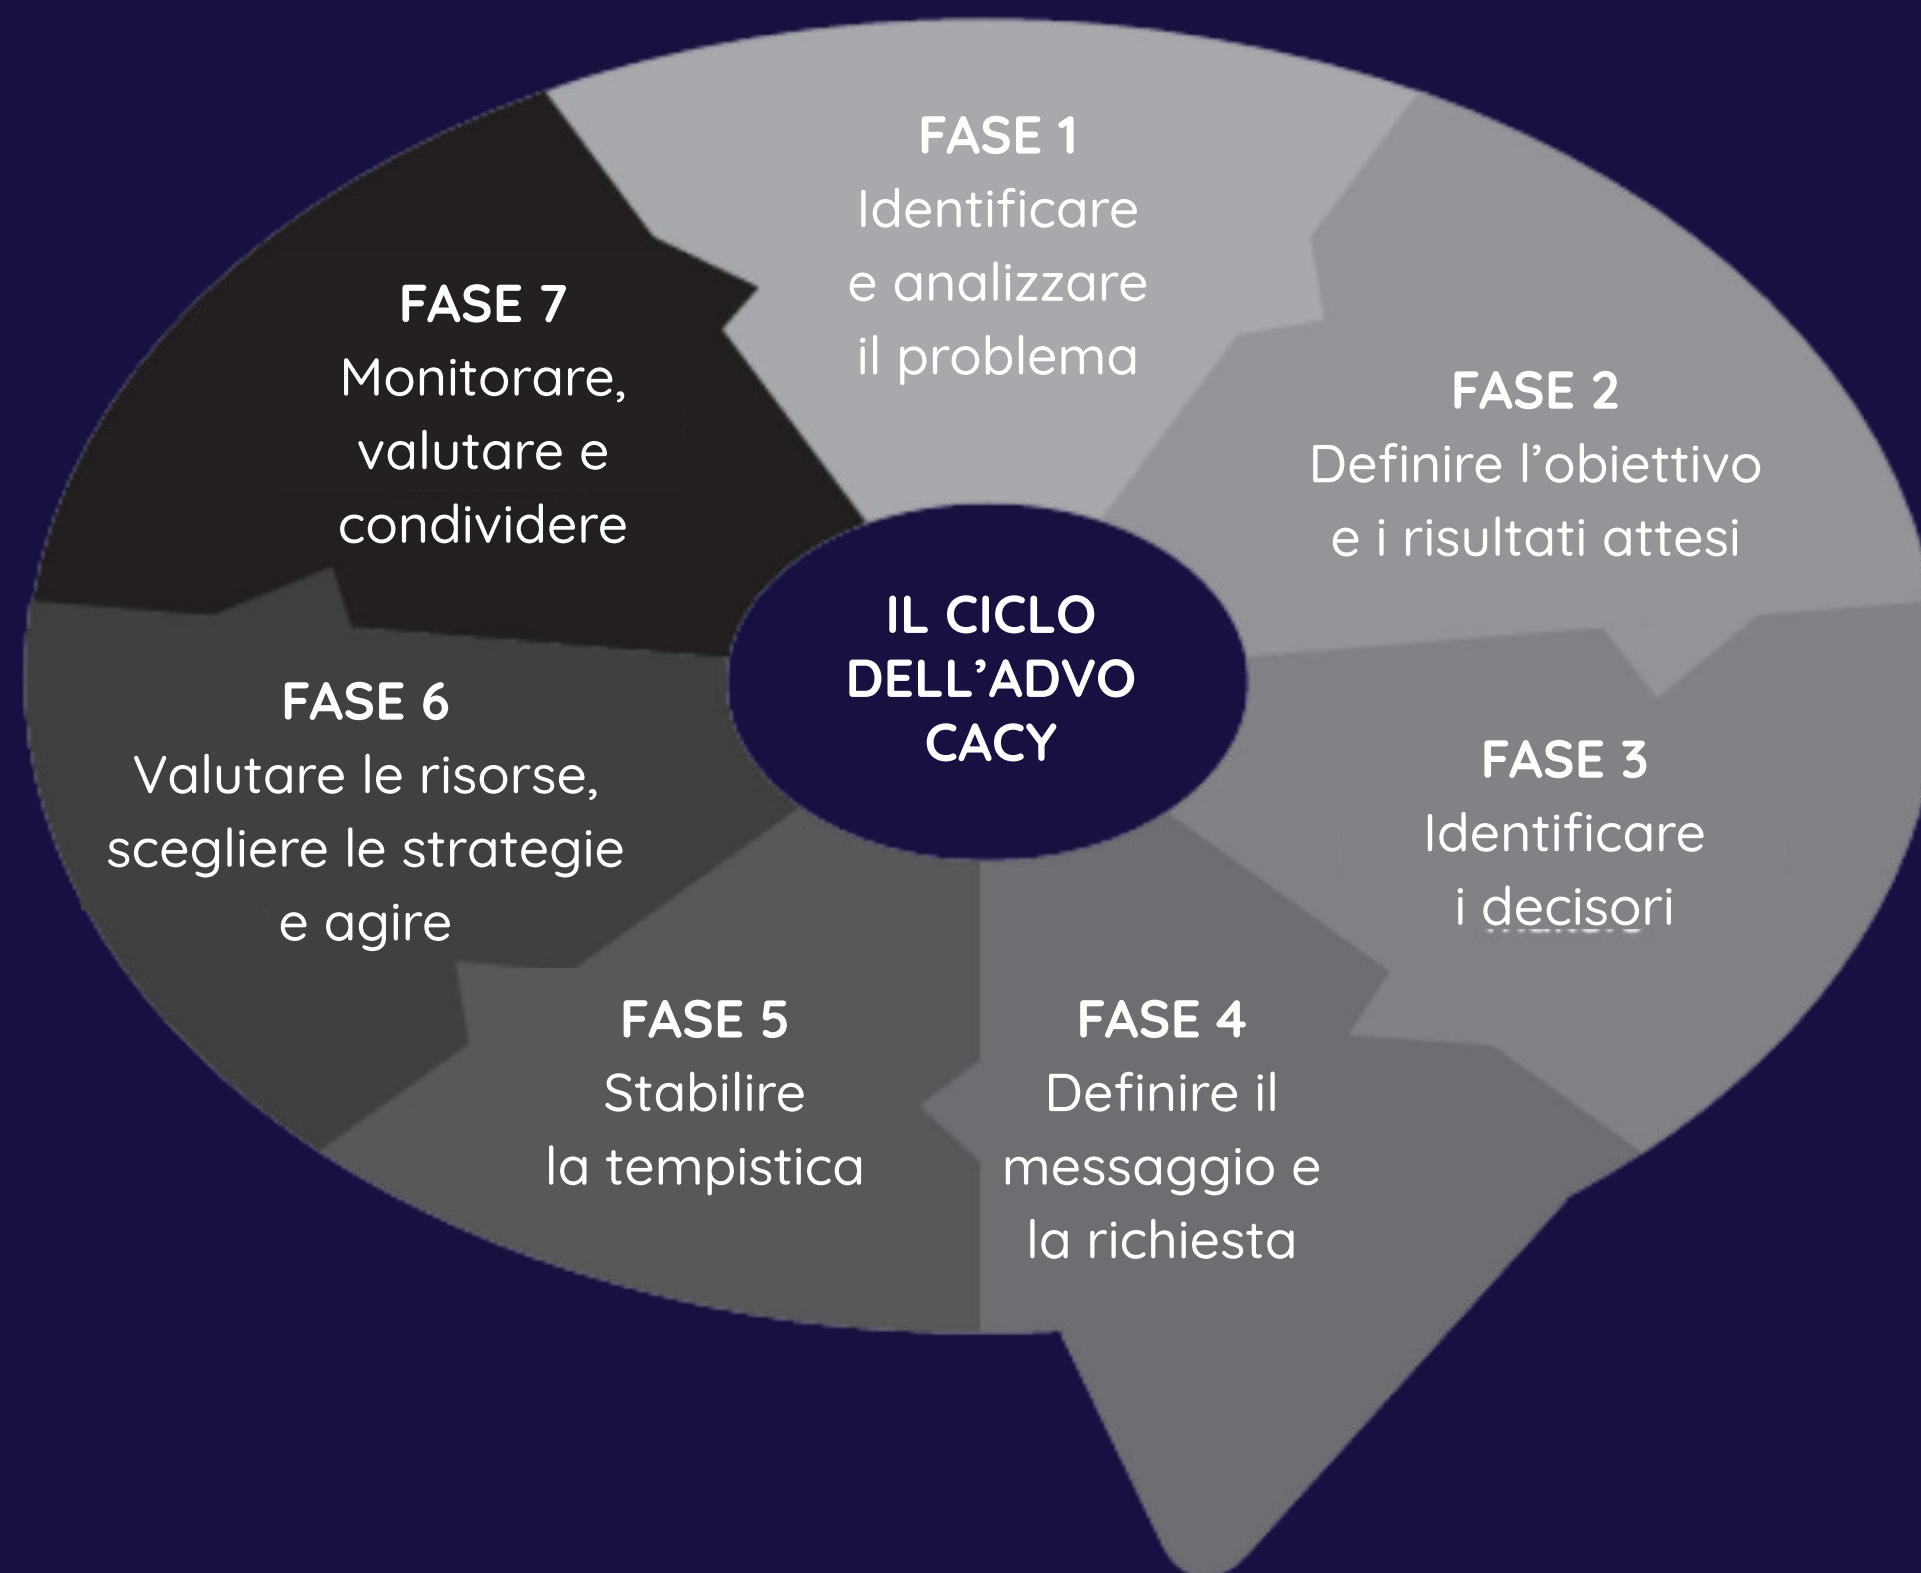 FASE 1
Identificare
e analizzare
il problema
FASE 2
Definire l’obiettivo
e i risultati attesi
FASE 3
Identificare
i decisori
FASE 4
Definire il
messaggio e
la richiesta
FASE 5
Stabilire
la tempistica
FASE 6
Valutare le risorse,
scegliere le strategie
e agire
FASE 7
Monitorare,
valutare e
condividere
IL CICLO
DELL’ADVO
CACY